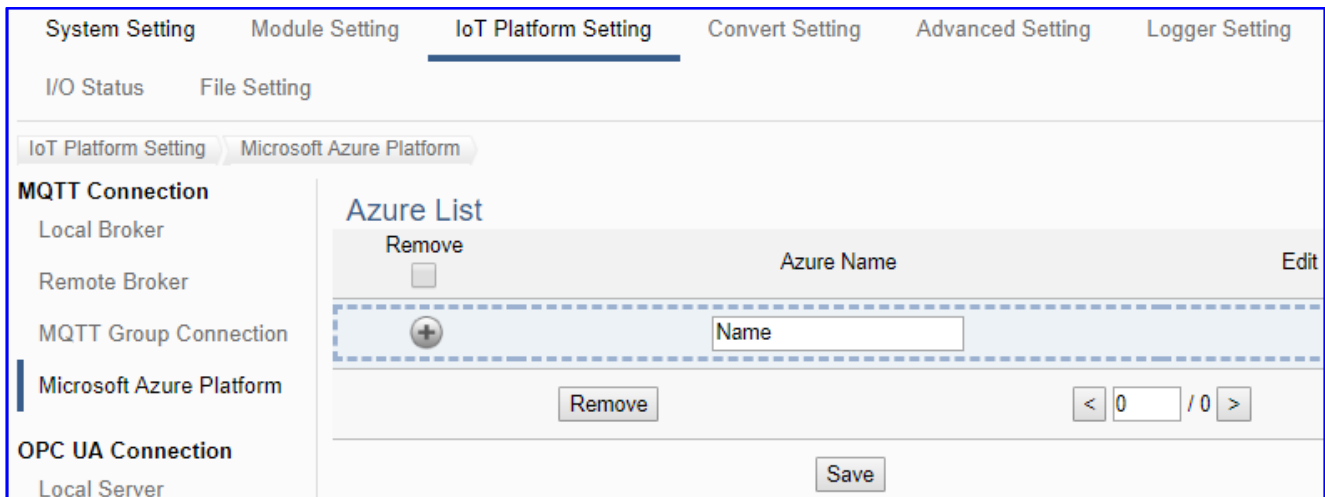 System Setting Module Setting IoT Platform Setting Convert Setting Advanced Setting Logger Setting
I/O Status File Setting
IoT Platform Setting Microsoft Azure Platform
MQTT Connection
Local Broker
Remote Broker
MQTT Group Connection
Microsoft Azure Platform
OPC UA Connection
Local Server
Azure List
Remove Azure Name Edit
Name
Remove < 0 / 0 >
Save